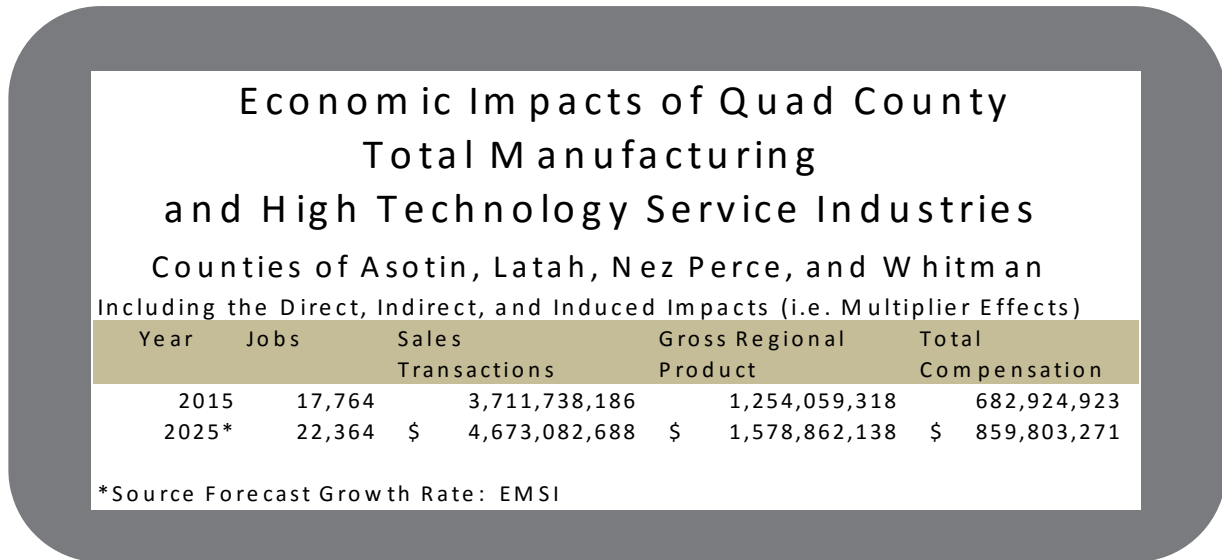 Economic Impacts of Quad County
Total Manufacturing
and High Technology Service Industries
Counties of Asotin, Latah, Nez Perce, and Whitman
Including the Direct, Indirect, and Induced Impacts (i.e. Multiplier Effects)
Year Jobs Sales Gross Regional Total
Transactions Product Compensation
2015 17,764 3,711,738,186 1,254,059,318 682,924,923
2025* 22,364 $ 4,673,082,688 $ 1,578,862,138 $ 859,803,271
*Source Forecast Growth Rate: EMSI